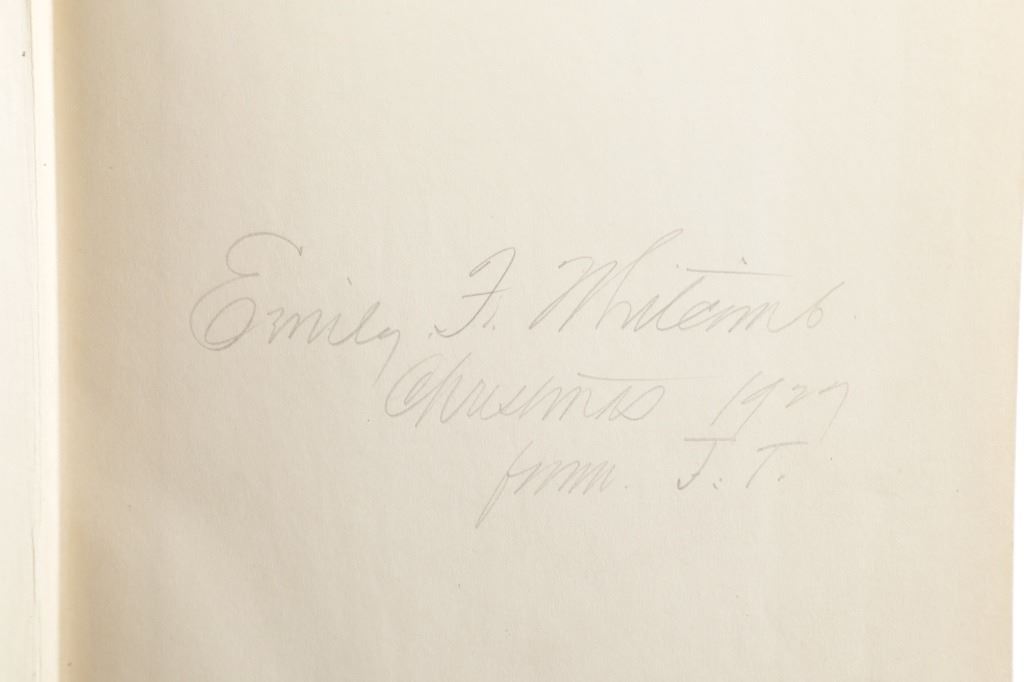 Emily F. Whitcomb
Christmas 1927
from F. T.